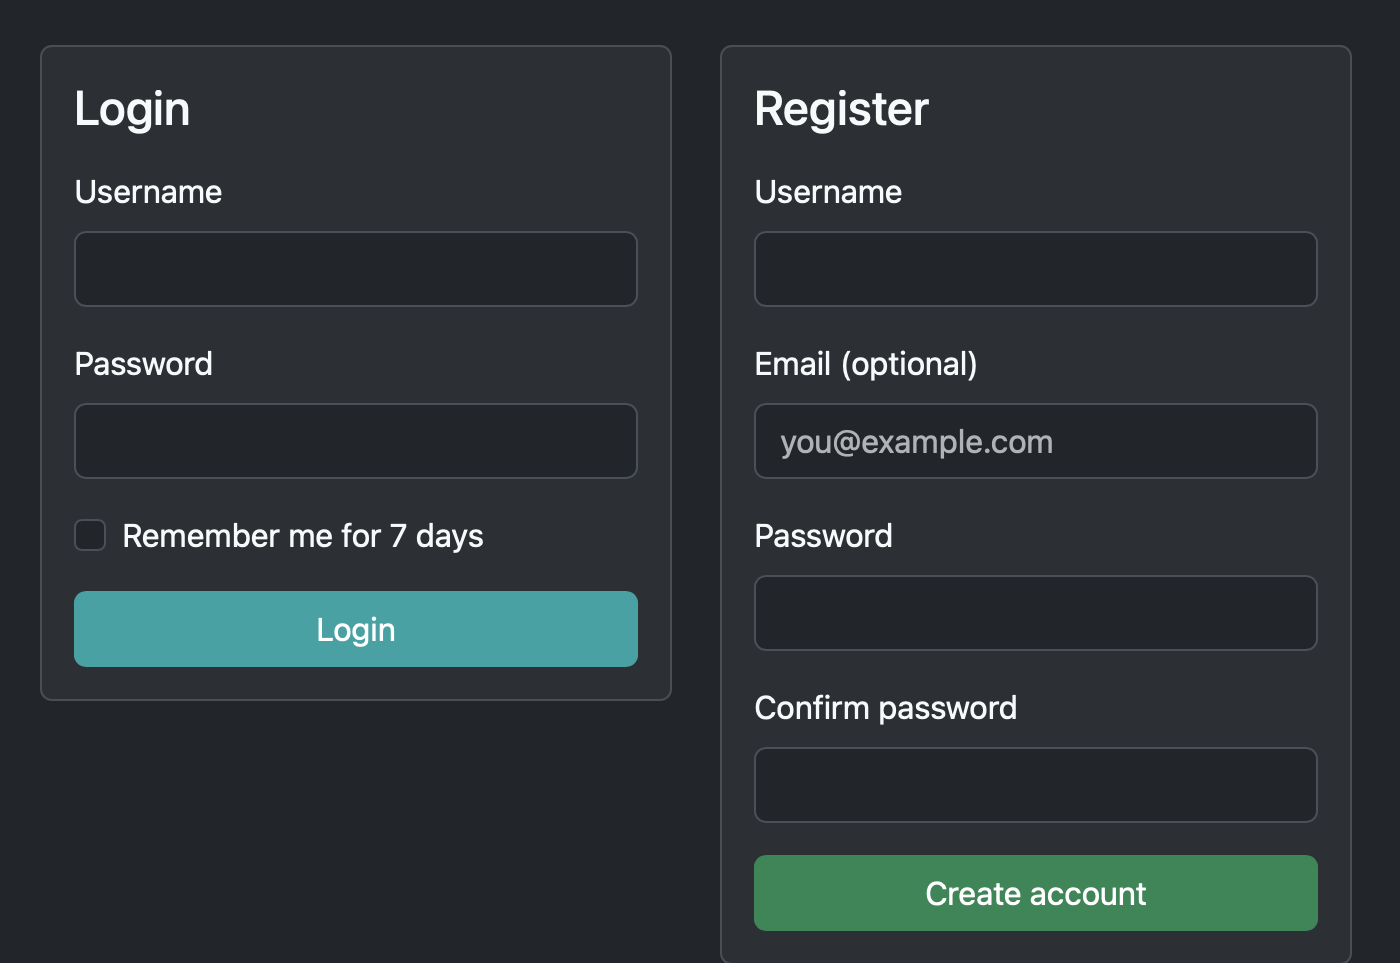 Login
Username
Password
Remember me for 7 days
Login
Register
Username
Email (optional)
you@example.com
Password
Confirm password
Create account